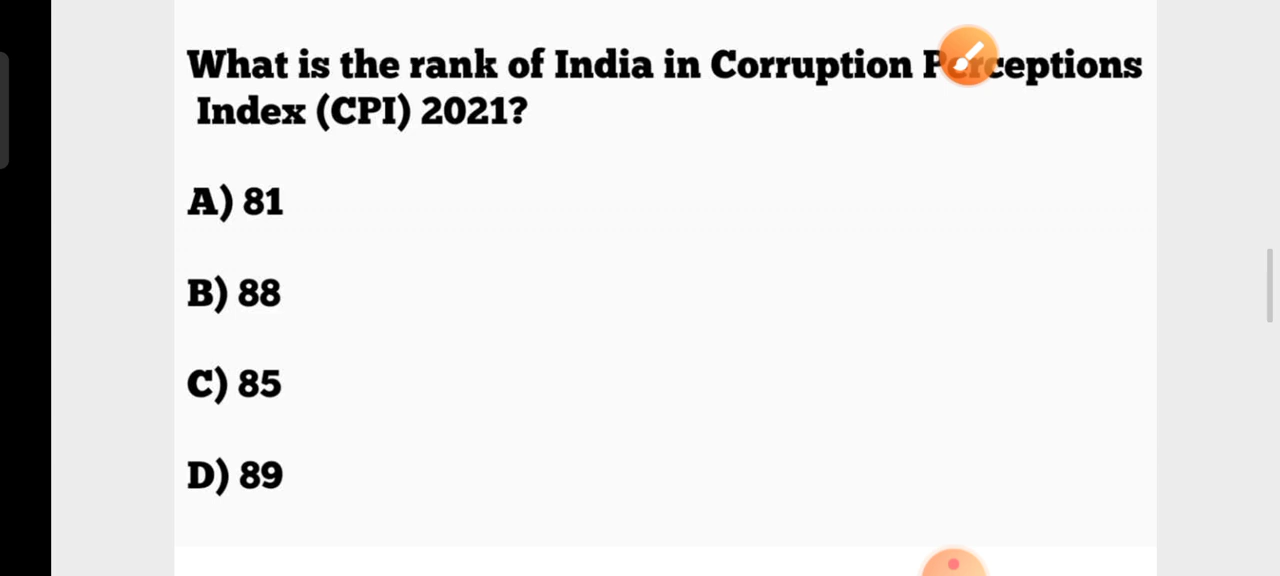 What is the rank of India in Corruption Perceptions
Index (CPI) 2021?
A) 81
B) 88
C) 85
D) 89